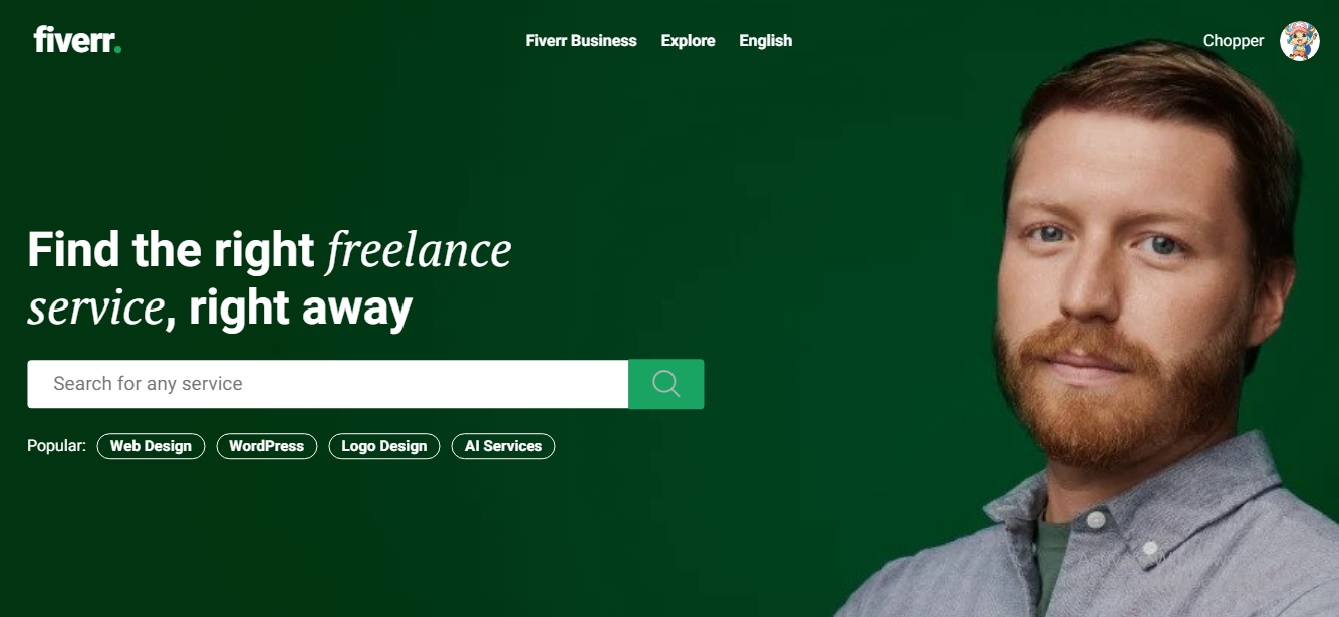 fiverr.
Fiverr Business Explore English
Chopper
Find the right freelance
service, right away
Search for any service
Popular: Web Design WordPress Logo Design AI Services